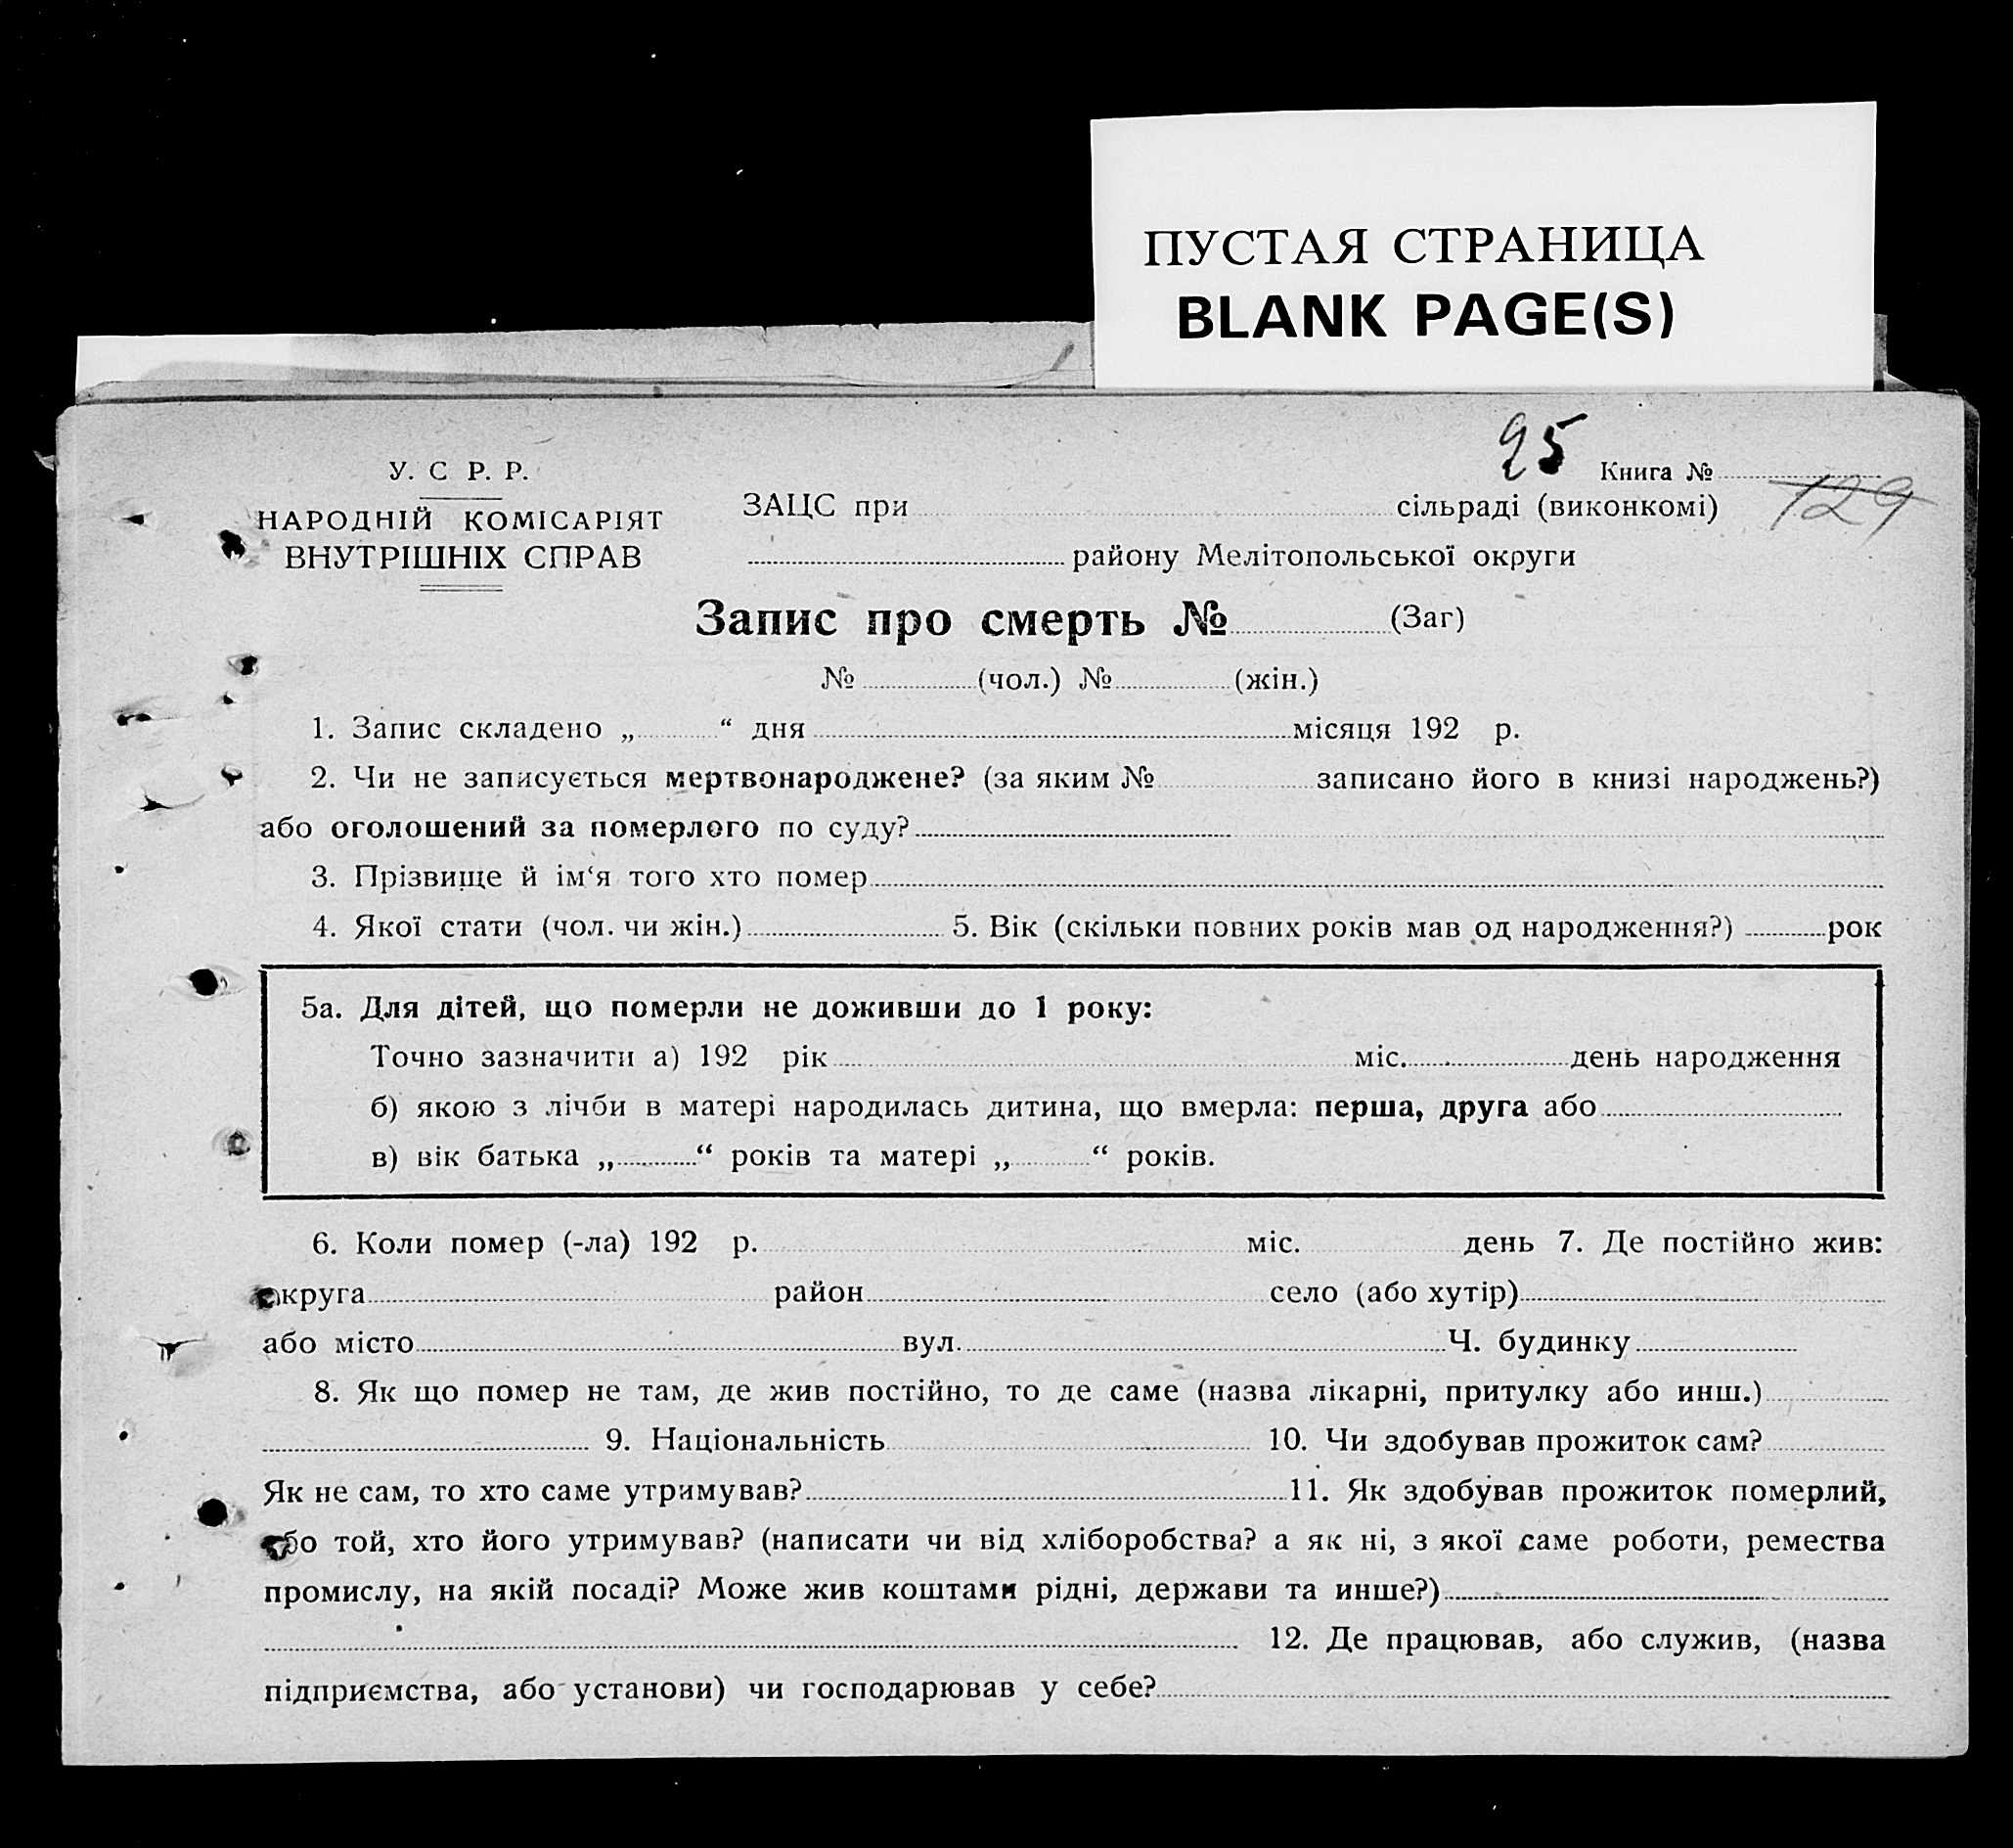 ПУСТАЯ СТРАНИЦА
BLANK PAGE(S)
95
Книга №
129
У. С Р. Р.
НАРОДНІЙ КОМІСАРІЯТ
ВНУТРІШНІХ СПРАВ
ЗАЦС при сільраді (виконкомі)
району Мелітопольської округи
Запис про смерть № (Заг)
№ (чол.) № (жін.)
1. Запис складено „ “ дня місяця 192 р.
2. Чи не записується мертвонароджене? (за яким № записано його в книзі народжень?)
або оголошений за померлого по суду?
3. Прізвище й ім‘я того хто помер
4. Якої стати (чол. чи жін.) 5. Вік (скільки повних років мав од народження?) рок
5а. Для дітей, що померли не доживши до 1 року:
Точно зазначити а) 192 рік міс. день народження
б) якою з лічби в матері народилась дитина, що вмерла: перша, друга або
в) вік батька „ “ років та матері „ “ років.
6. Коли помер (-ла) 192 р. міс. день 7. Де постійно жив:
округа район село (або хутір)
або місто вул. Ч. будинку
8. Як що помер не там, де жив постійно, то де саме (назва лікарні, притулку або инш.)
9. Національність 10. Чи здобував прожиток сам?
Як не сам, то хто саме утримував? 11. Як здобував прожиток померлий,
або той, хто його утримував? (написати чи від хліборобства? а як ні, з якої саме роботи, ремества
промислу, на якій посаді? Може жив коштами рідні, держави та инше?)
12. Де працював, або служив, (назва
підприємства, або установи) чи господарював у себе?